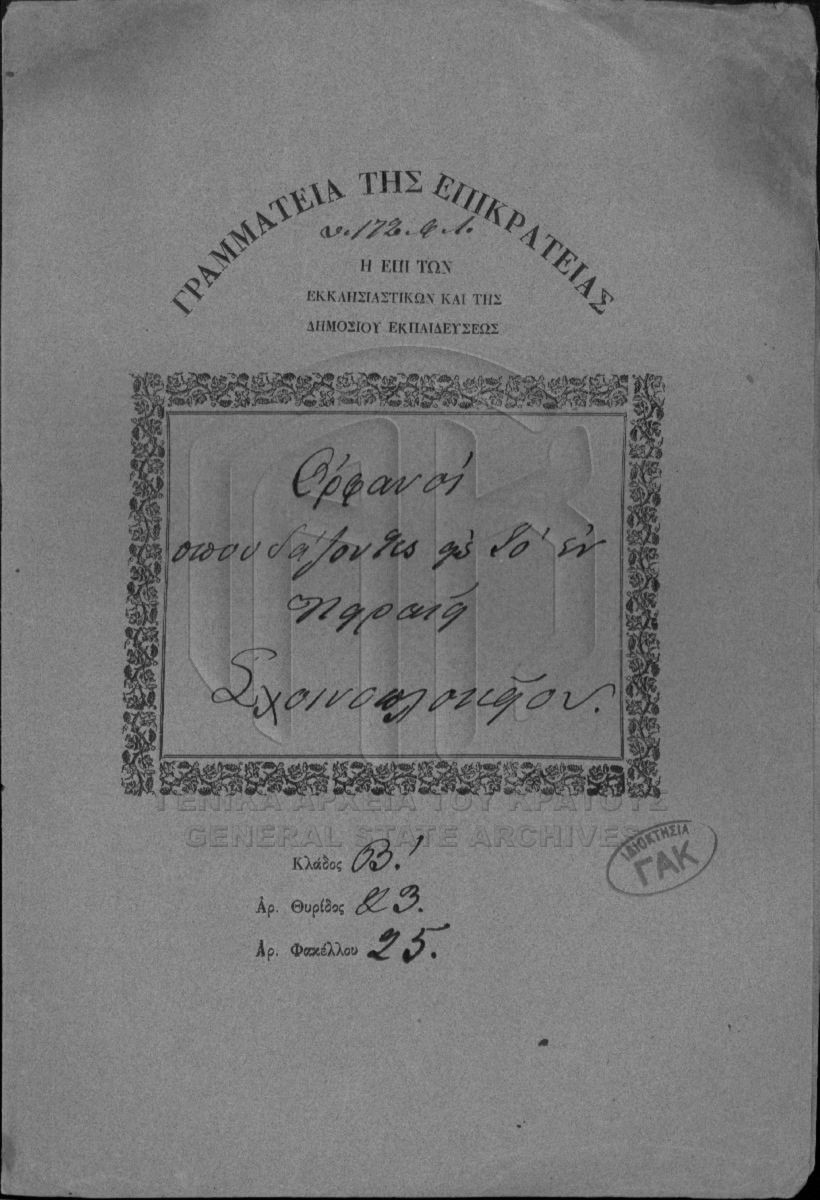 ΓΡΑΜΜΑΤΕΙΑ ΤΗΣ ΕΠΙΚΡΑΤΕΙΑΣ
Η ΕΠΙ ΤΩΝ
ΕΚΚΛΗΣΙΑΣΤΙΚΩΝ ΚΑΙ ΤΗΣ
ΔΗΜΟΣΙΟΥ ΕΚΠΑΙΔΕΥΣΕΩΣ
Ὀρφανοί
σπουδάζοντες εἰς τὸ ἐν
Πειραιεῖ
Σχοινοπλοκεῖον.
ΓΕΝΙΚΑ ΑΡΧΕΙΑ ΤΟΥ ΚΡΑΤΟΥΣ
GENERAL STATE ARCHIVES
ΙΔΙΟΚΤΗΣΙΑ
ΓΑΚ
Κλάδος Β!
Ἀρ. Θυρίδος 23.
Ἀρ. Φακέλλου 25.